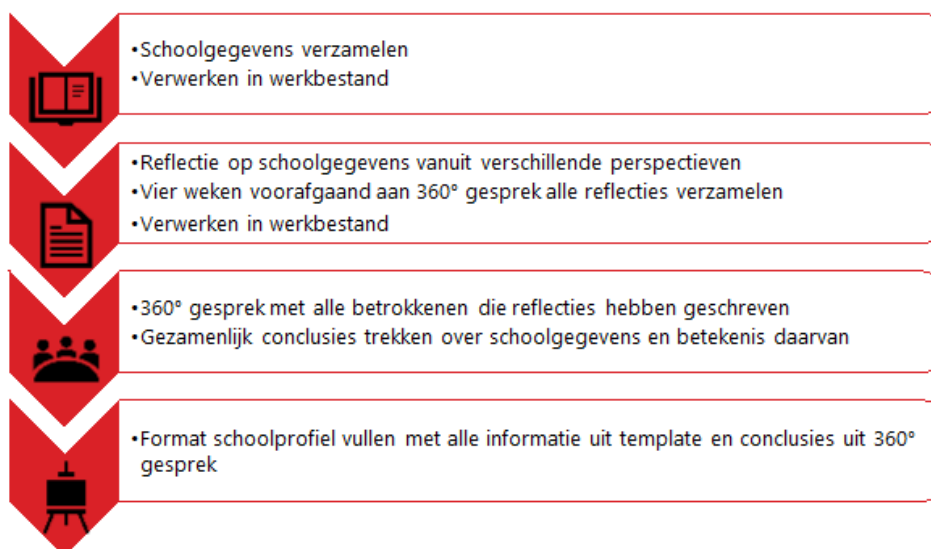 •Schoolgegevens verzamelen
•Verwerken in werkbestand
•Reflectie op schoolgegevens vanuit verschillende perspectieven
•Vier weken voorafgaand aan 360° gesprek alle reflecties verzamelen
•Verwerken in werkbestand
•360° gesprek met alle betrokkenen die reflecties hebben geschreven
•Gezamenlijk conclusies trekken over schoolgegevens en betekenis daarvan
•Format schoolprofiel vullen met alle informatie uit template en conclusies uit 360°
gesprek